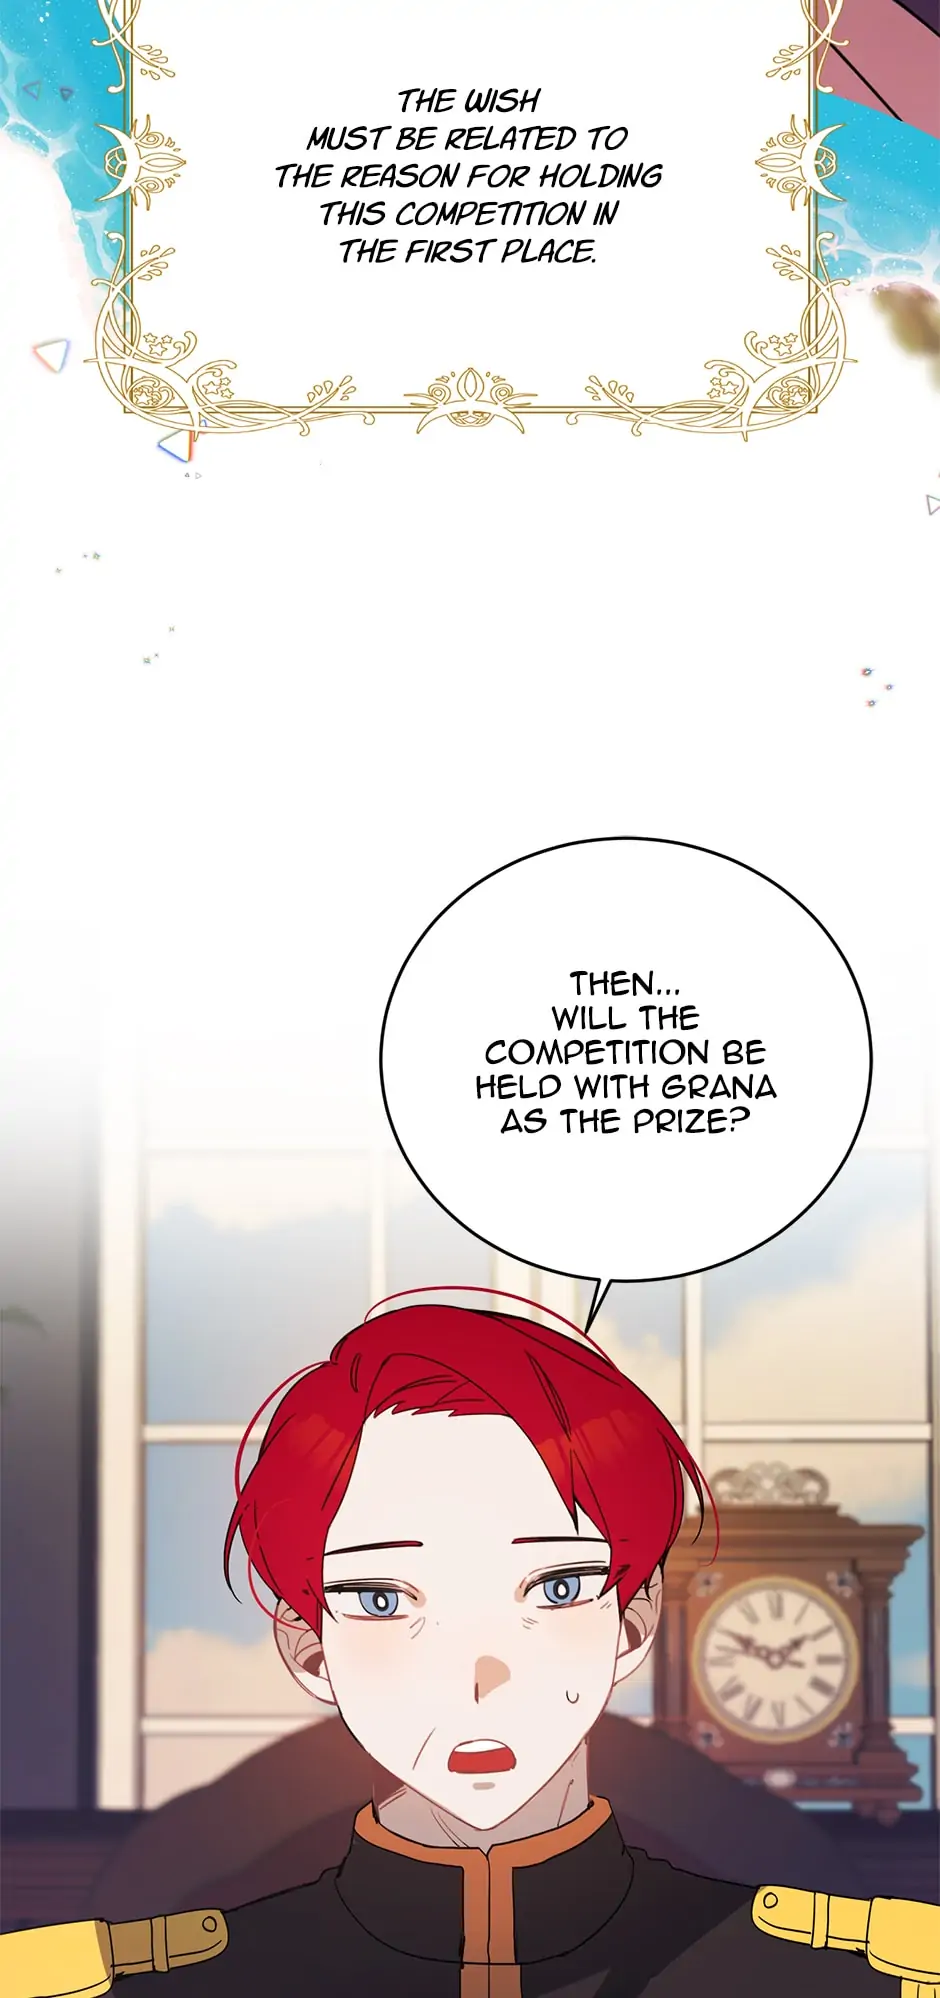 THE WISH
MUST BE RELATED TO
THE REASON FOR HOLDING
THIS COMPETITION IN
THE FIRST PLACE.
THEN...
WILL THE
COMPETITION BE
HELD WITH GRANA
AS THE PRIZE?